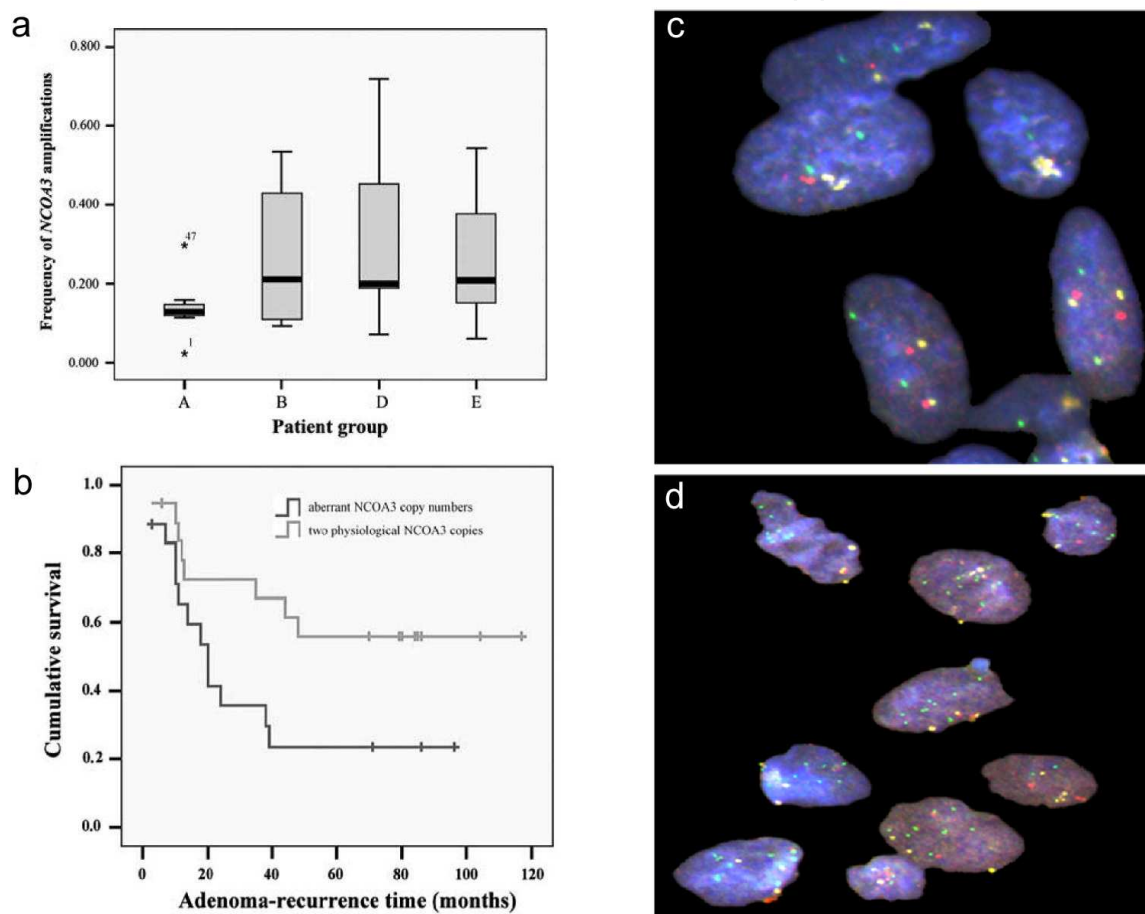 a
0.800
0.600
0.400
0.200
0.000
Frequency of NCOA3 amplifications
*47
*1
A B D E
Patient group
b
1.0
0.8
0.6
0.4
0.2
0.0
Cumulative survival
aberrant NCOA3 copy numbers
two physiological NCOA3 copies
0 20 40 60 80 100 120
Adenoma-recurrence time (months)
c
d